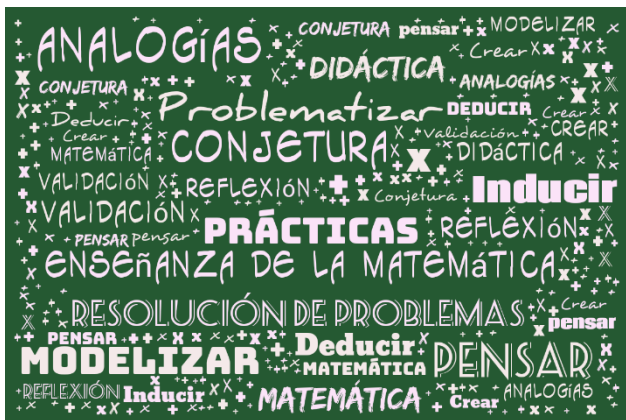 ANALOGÍAS CONJETURA pensar MODELIZAR
DIDÁCTICA Crear
CONJETURA ANALOGÍAS
Problematizar DEDUCIR Crear
Deducir
Crear CONJETURA Validación CREAR
MATEMÁTICA DIDÁCTICA
VALIDACIÓN REFLEXIÓN Conjetura Inducir
VALIDACIÓN PRÁCTICAS REFLEXIÓN
PENSAR pensar
ENSEÑANZA DE LA MATEMÁTICA
RESOLUCIÓN DE PROBLEMAS Crear
pensar
PENSAR Deducir
MODELIZAR MATEMÁTICA PENSAR
REFLEXIÓN Inducir MATEMÁTICA Crear ANALOGÍAS